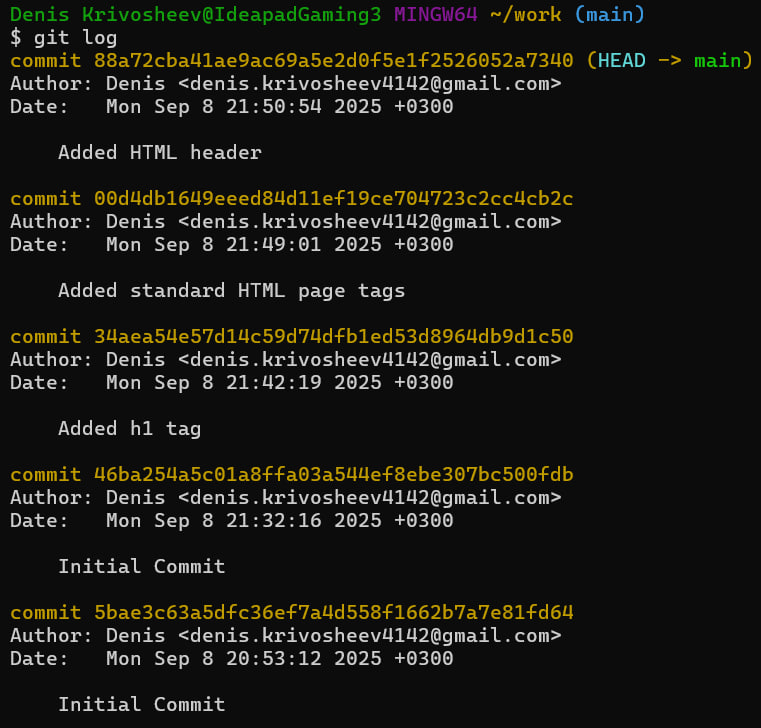 Denis Krivosheev@IdeapadGaming3 MINGW64 ~/work (main)
$ git log
commit 88a72cba41ae9ac69a5e2d0f5e1f2526052a7340 (HEAD -> main)
Author: Denis <denis.krivosheev4142@gmail.com>
Date:   Mon Sep 8 21:50:54 2025 +0300
    Added HTML header
commit 00d4db1649eeed84d11ef19ce704723c2cc4cb2c
Author: Denis <denis.krivosheev4142@gmail.com>
Date:   Mon Sep 8 21:49:01 2025 +0300
    Added standard HTML page tags
commit 34aea54e57d14c59d74dfb1ed53d8964db9d1c50
Author: Denis <denis.krivosheev4142@gmail.com>
Date:   Mon Sep 8 21:42:19 2025 +0300
    Added h1 tag
commit 46ba254a5c01a8ffa03a544ef8ebe307bc500fdb
Author: Denis <denis.krivosheev4142@gmail.com>
Date:   Mon Sep 8 21:32:16 2025 +0300
    Initial Commit
commit 5bae3c63a5dfc36ef7a4d558f1662b7a7e81fd64
Author: Denis <denis.krivosheev4142@gmail.com>
Date:   Mon Sep 8 20:53:12 2025 +0300
    Initial Commit